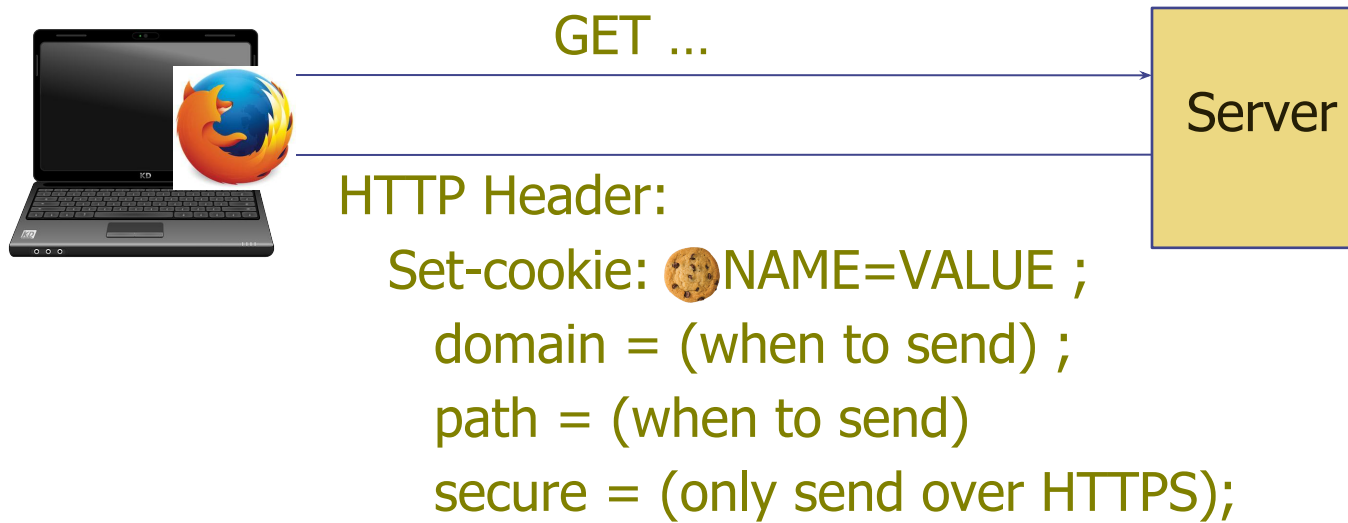 GET ...
Server
KD
HTTP Header:
Set-cookie: NAME=VALUE ;
domain = (when to send) ;
path = (when to send)
secure = (only send over HTTPS);